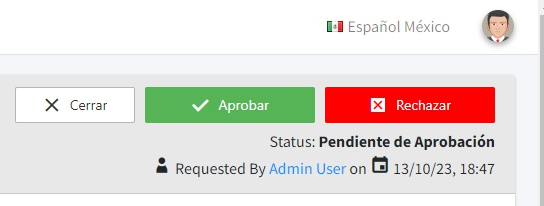 Español México
Cerrar Aprobar Rechazar
Status: Pendiente de Aprobación
Requested By Admin User on 13/10/23, 18:47